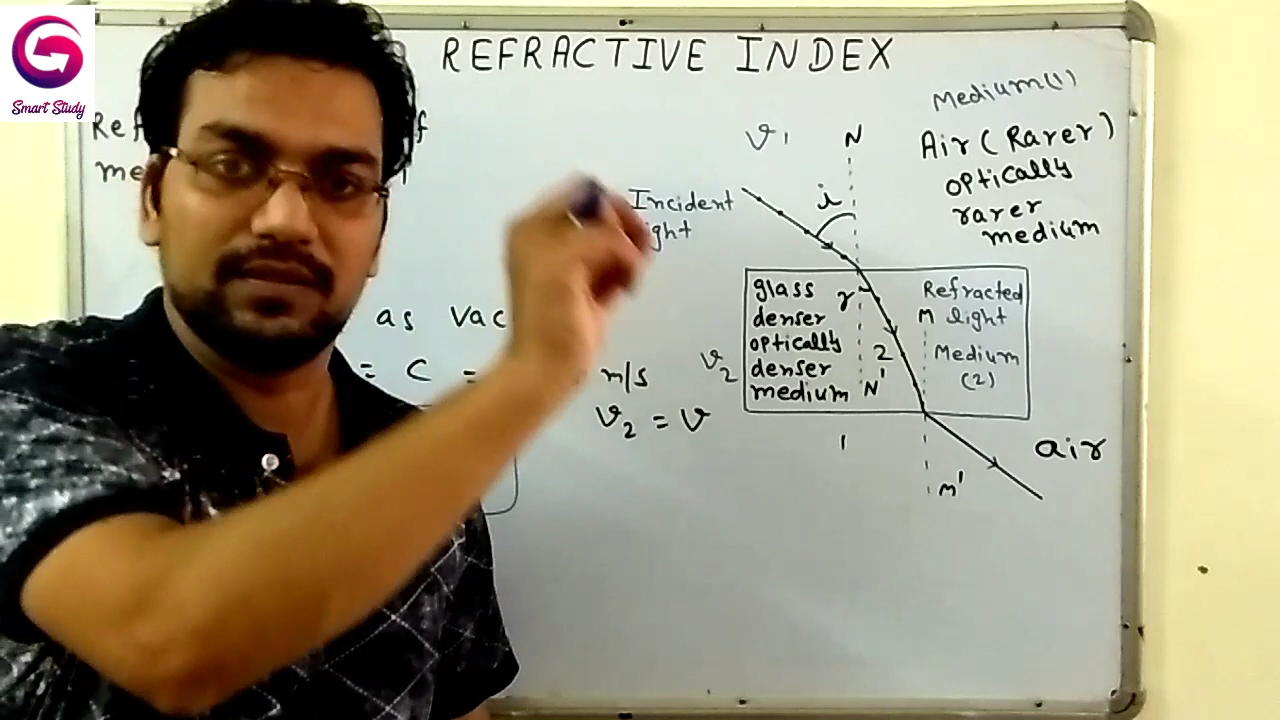 Smart Study
REFRACTIVE INDEX
Medium(1)
Air (Rarer)
optically
rarer
medium
v1
N
i
Incident
as vac
= C =
m/s
v2 = v
v2
glass
denser
optically
denser
medium
r
2
N'
1
Refracted
light
M
Medium
(2)
air
M'